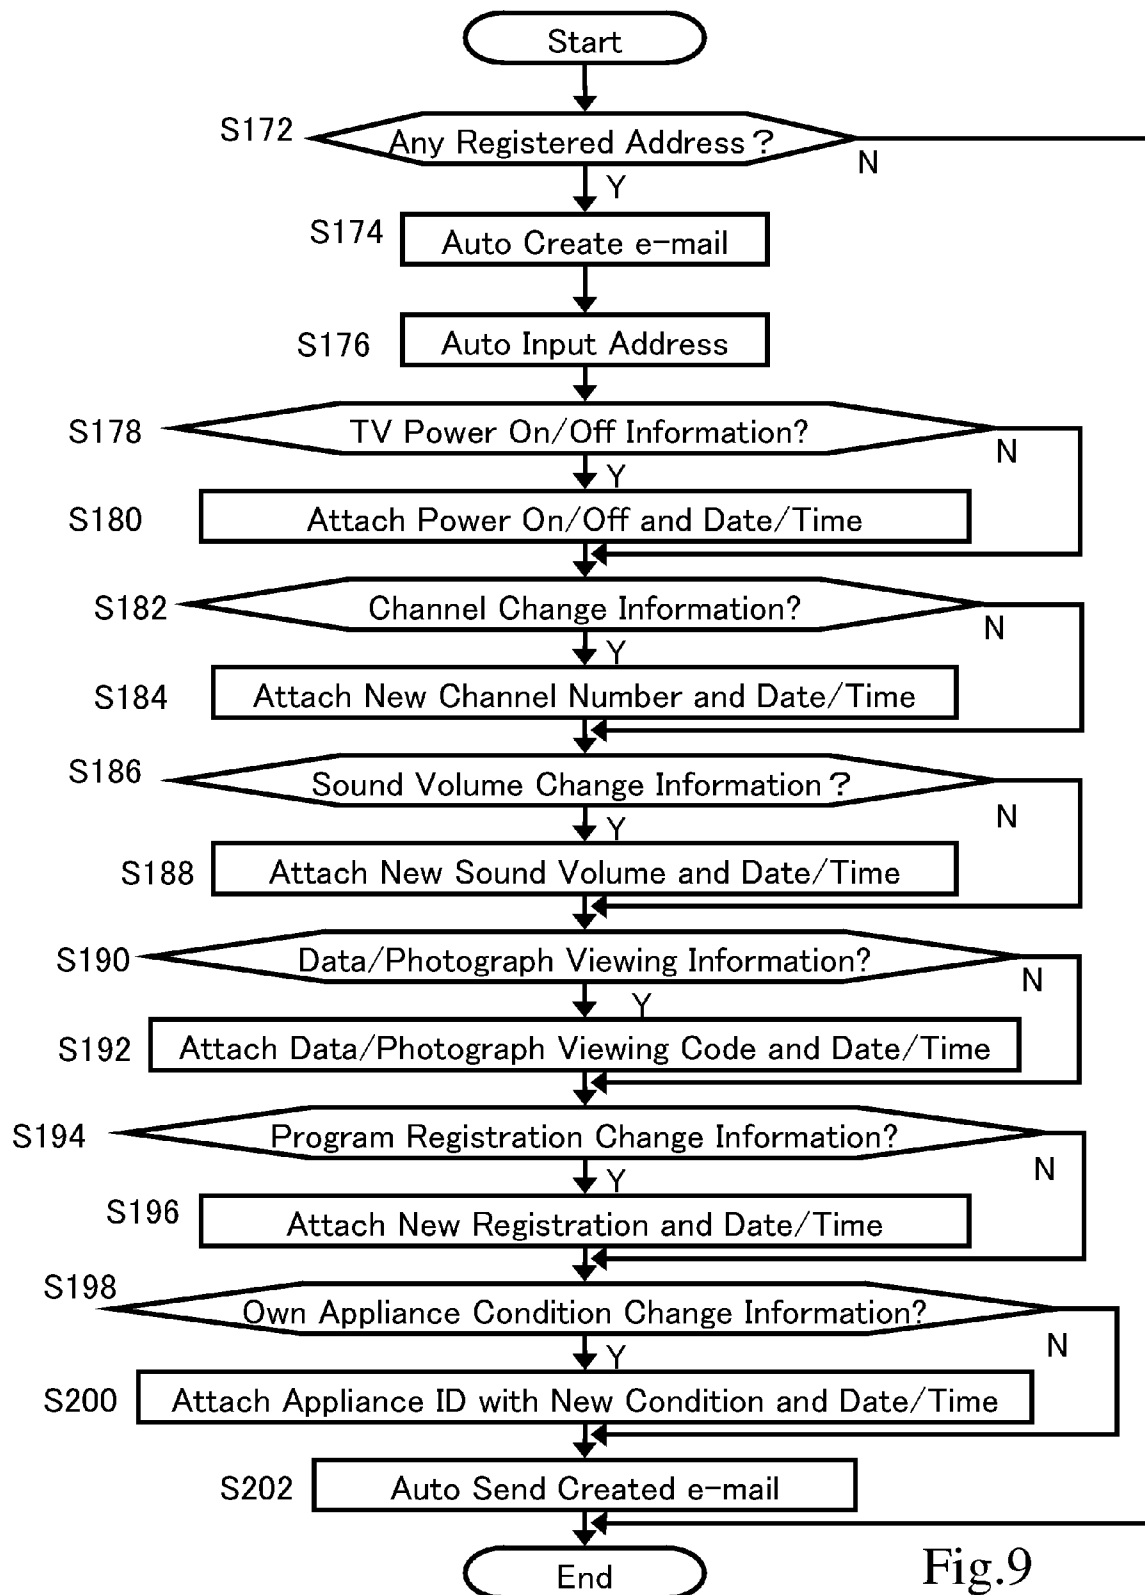 Start
S172
Any Registered Address?
N
Y
S174
Auto Create e-mail
S176
Auto Input Address
S178
TV Power On/Off Information?
N
Y
S180
Attach Power On/Off and Date/Time
S182
Channel Change Information?
N
Y
S184
Attach New Channel Number and Date/Time
S186
Sound Volume Change Information?
N
Y
S188
Attach New Sound Volume and Date/Time
S190
Data/Photograph Viewing Information?
N
Y
S192
Attach Data/Photograph Viewing Code and Date/Time
S194
Program Registration Change Information?
N
Y
S196
Attach New Registration and Date/Time
S198
Own Appliance Condition Change Information?
N
Y
S200
Attach Appliance ID with New Condition and Date/Time
S202
Auto Send Created e-mail
End
Fig.9